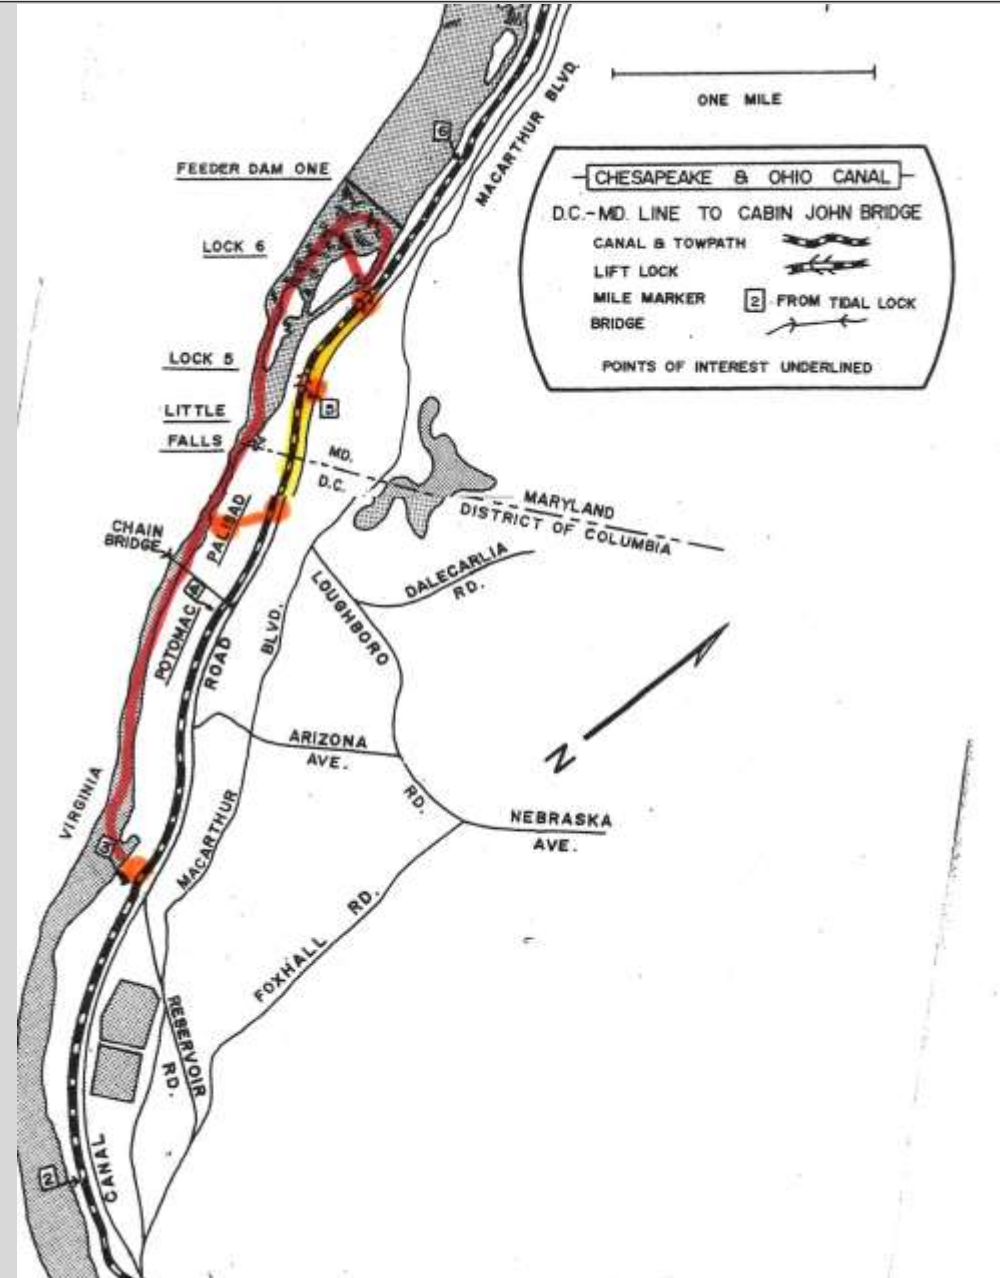 ONE MILE
MACARTHUR BLVD.
6
FEEDER DAM ONE
CHESAPEAKE & OHIO CANAL
D.C.-MD. LINE TO CABIN JOHN BRIDGE
CANAL & TOWPATH
LIFT LOCK
MILE MARKER 2 FROM TIDAL LOCK
BRIDGE
POINTS OF INTEREST UNDERLINED
LOCK 6
LOCK 5
5
LITTLE
FALLS
MD.
D.C.
MARYLAND
DISTRICT OF COLUMBIA
CHAIN
BRIDGE
POTOMAC PALISAD
4
DALECARLIA
RD.
LOUGHBORO
RD.
CANAL ROAD
MACARTHUR BLVD.
N
ARIZONA
AVE.
VIRGINIA
NEBRASKA
AVE.
3
FOXHALL RD.
RESERVOIR
RD.
2